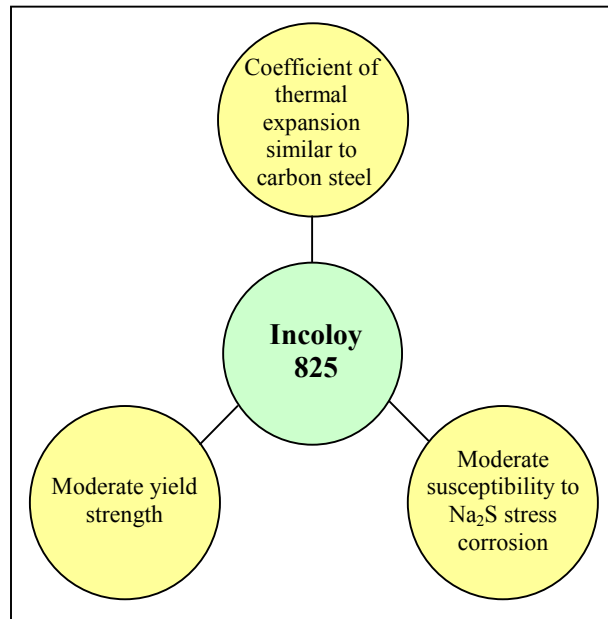 Coefficient of
thermal
expansion
similar to
carbon steel
Incoloy
825
Moderate yield
strength
Moderate
susceptibility to
Na₂S stress
corrosion